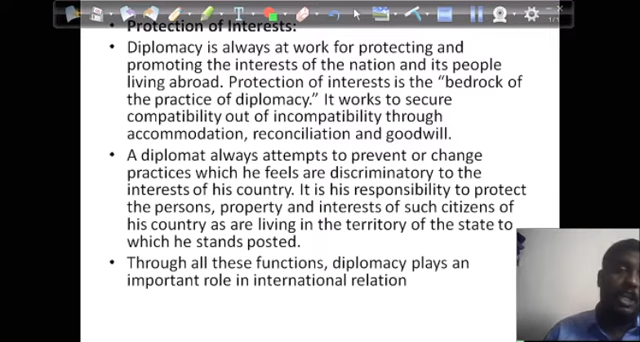 Protection of Interests:
Diplomacy is always at work for protecting and
promoting the interests of the nation and its people
living abroad. Protection of interests is the “bedrock of
the practice of diplomacy.” It works to secure
compatibility out of incompatibility through
accommodation, reconciliation and goodwill.
A diplomat always attempts to prevent or change
practices which he feels are discriminatory to the
interests of his country. It is his responsibility to protect
the persons, property and interests of such citizens of
his country as are living in the territory of the state to
which he stands posted.
Through all these functions, diplomacy plays an
important role in international relation
1/1